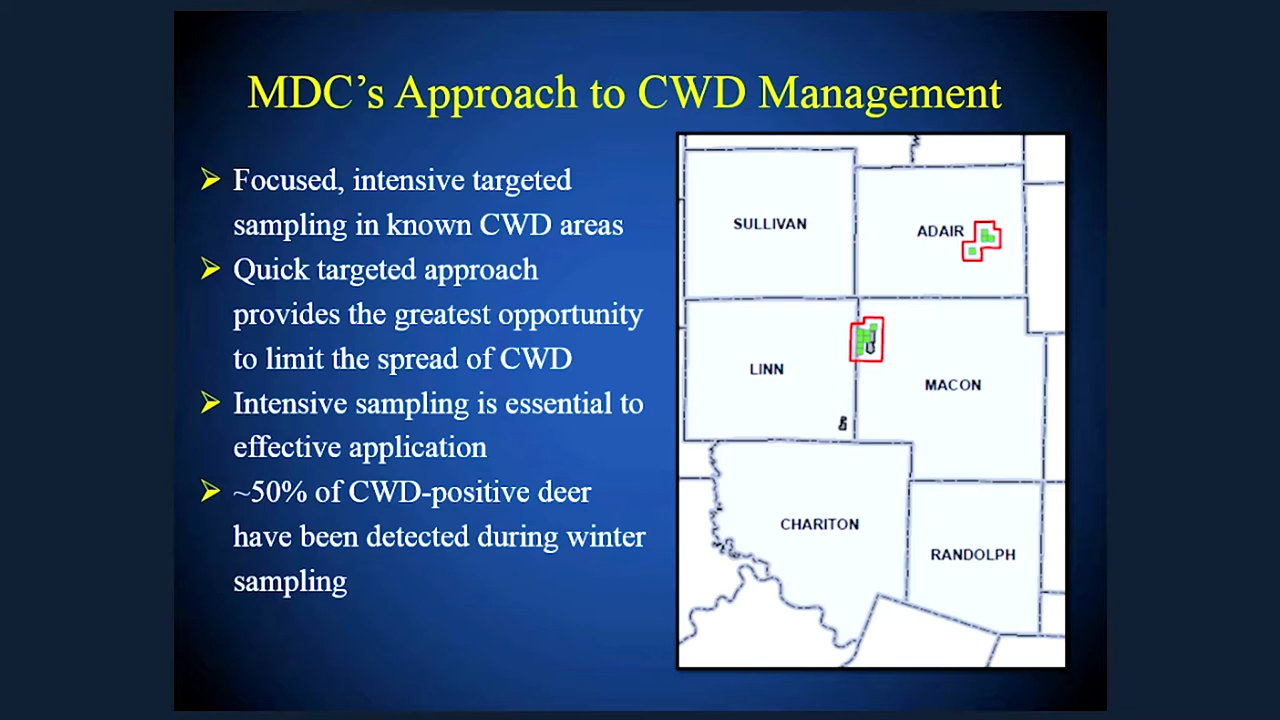 MDC’s Approach to CWD Management
➢ Focused, intensive targeted
sampling in known CWD areas
➢ Quick targeted approach
provides the greatest opportunity
to limit the spread of CWD
➢ Intensive sampling is essential to
effective application
➢ ~50% of CWD-positive deer
have been detected during winter
sampling
SULLIVAN
ADAIR
LINN
MACON
CHARITON
RANDOLPH